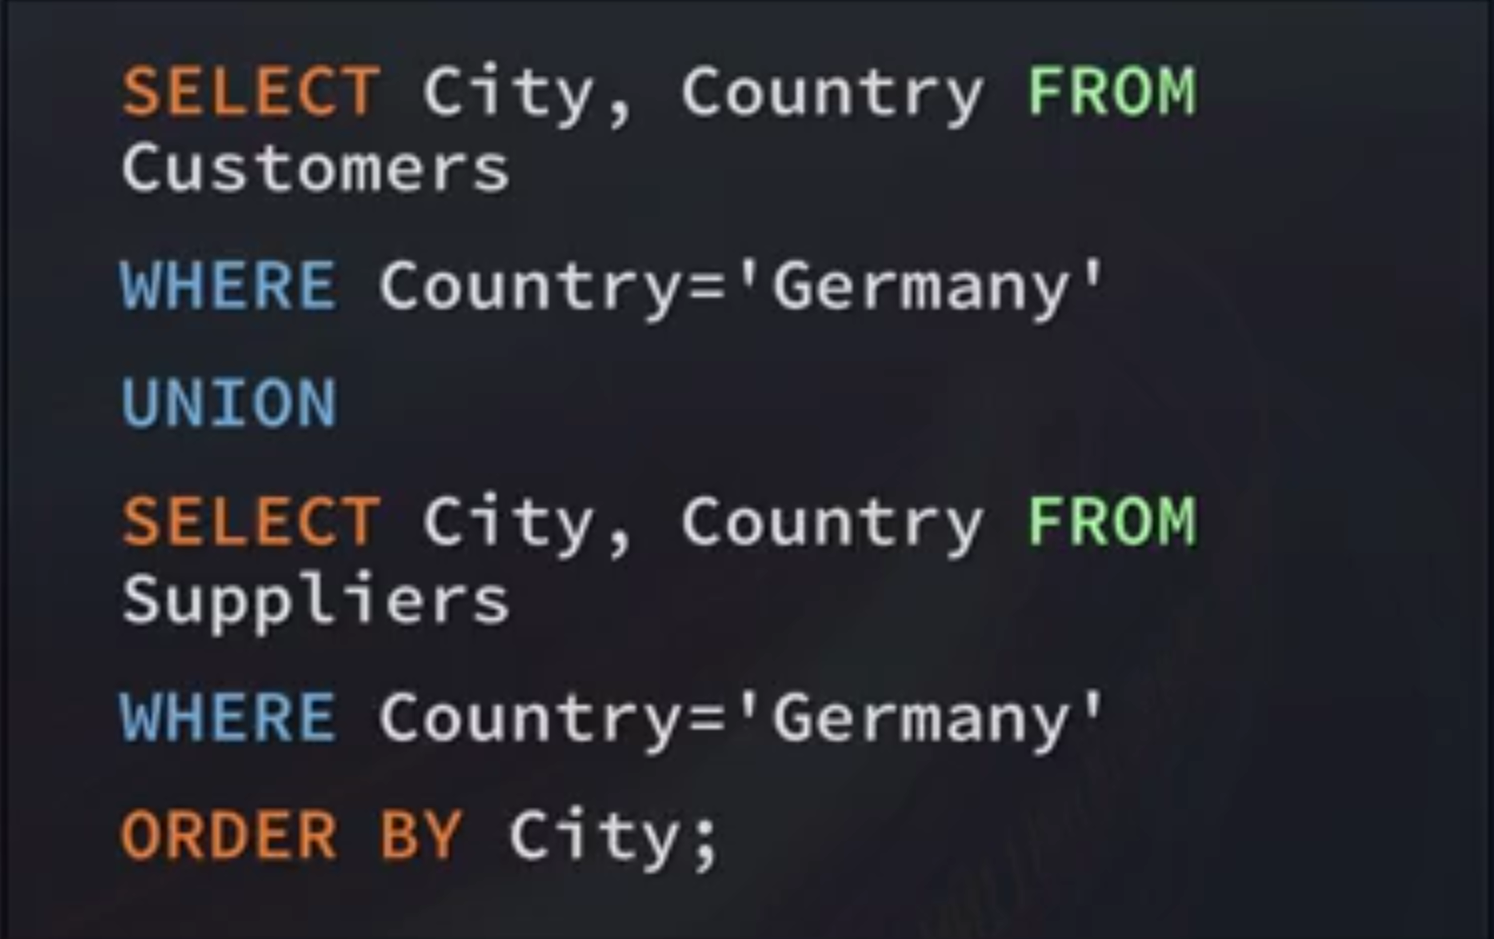 SELECT City, Country FROM
Customers
WHERE Country='Germany'
UNION
SELECT City, Country FROM
Suppliers
WHERE Country='Germany'
ORDER BY City;